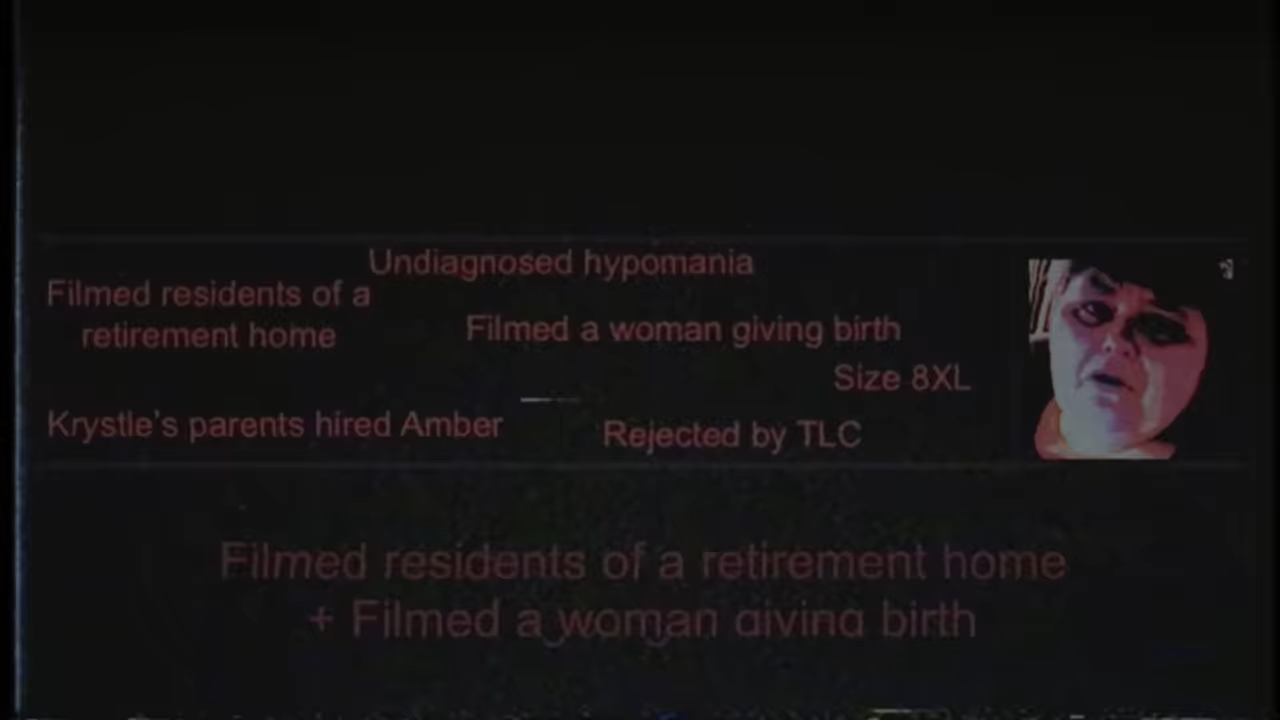 Undiagnosed hypomania
Filmed residents of a
retirement home
Filmed a woman giving birth
Size 8XL
Krystle's parents hired Amber
Rejected by TLC
Filmed residents of a retirement home
+ Filmed a woman giving birth